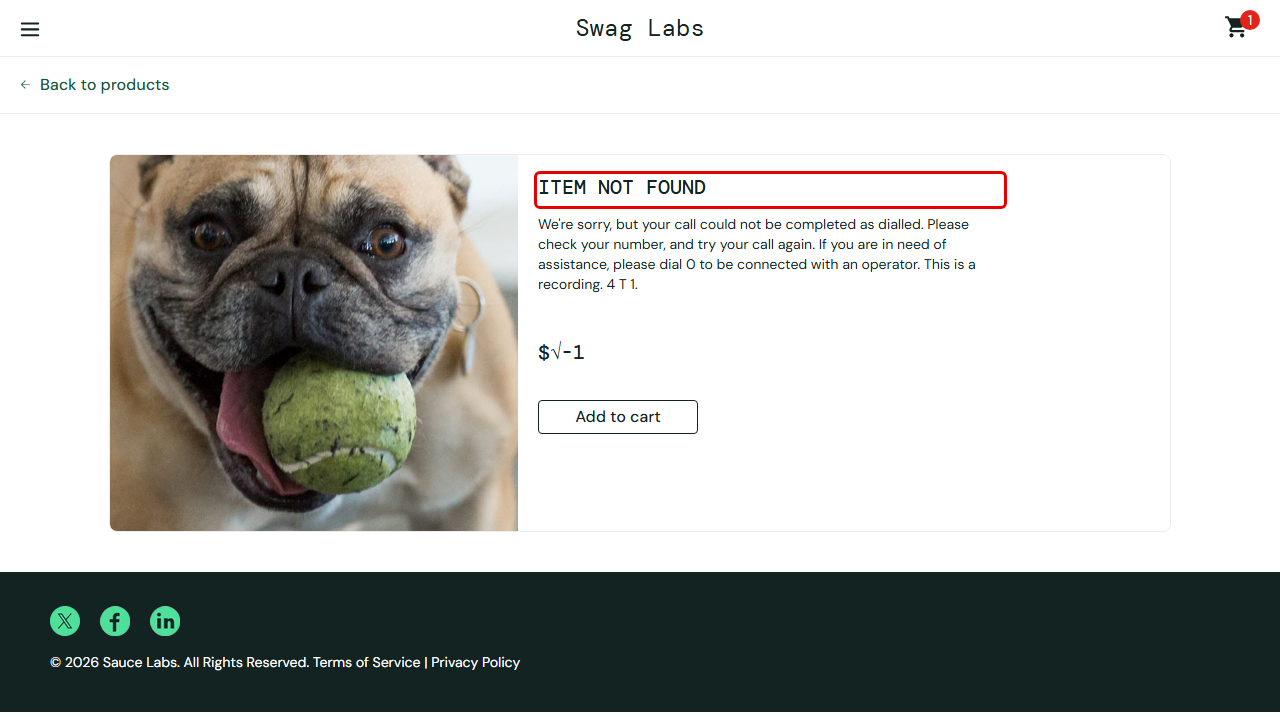 Swag Labs
1
Back to products
ITEM NOT FOUND
We're sorry, but your call could not be completed as dialled. Please
check your number, and try your call again. If you are in need of
assistance, please dial 0 to be connected with an operator. This is a
recording. 4 T 1.
$√-1
Add to cart
© 2026 Sauce Labs. All Rights Reserved. Terms of Service | Privacy Policy